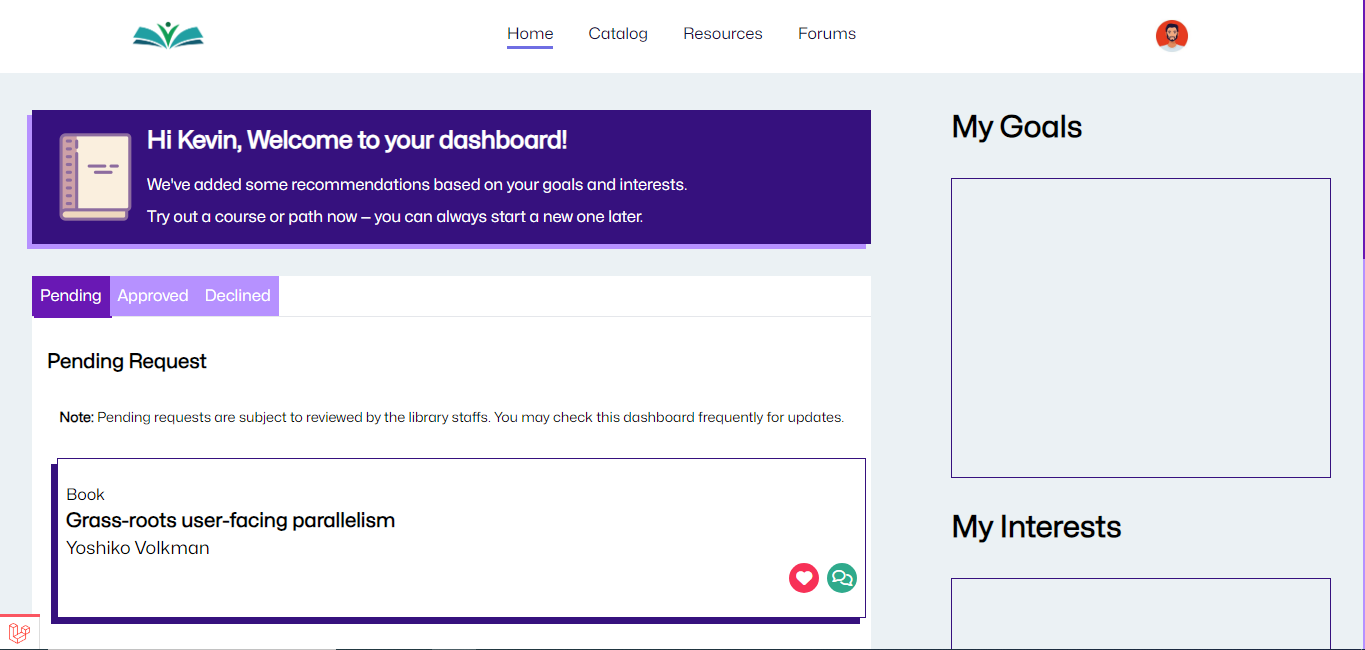 Home Catalog Resources Forums
Hi Kevin, Welcome to your dashboard!
We've added some recommendations based on your goals and interests.
Try out a course or path now — you can always start a new one later.
Pending Approved Declined
Pending Request
Note: Pending requests are subject to reviewed by the library staffs. You may check this dashboard frequently for updates.
Book
Grass-roots user-facing parallelism
Yoshiko Volkman
My Goals
My Interests